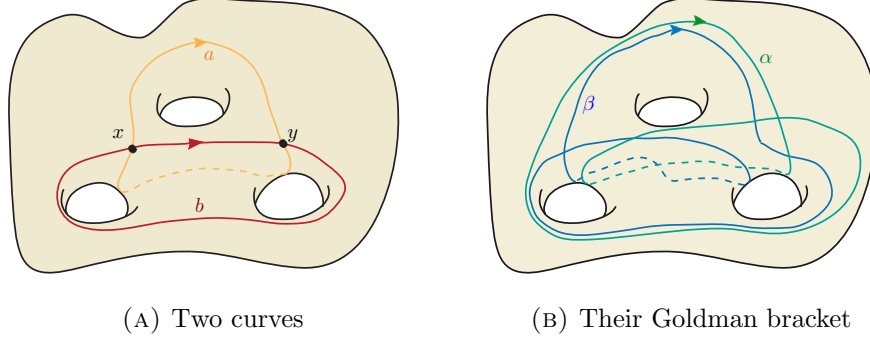 a
x
y
b
α
β
(A) Two curves
(B) Their Goldman bracket